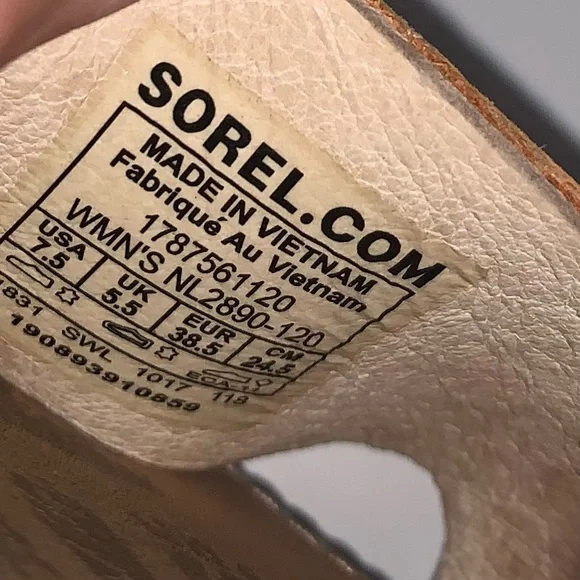 SOREL.COM
MADE IN VIETNAM
Fabriqué Au Vietnam
1787561120
WMN'S NL2890-120
USA UK EUR CM
7.5 5.5 38.5 24.5
1831 SWL 1017 118
190893910859